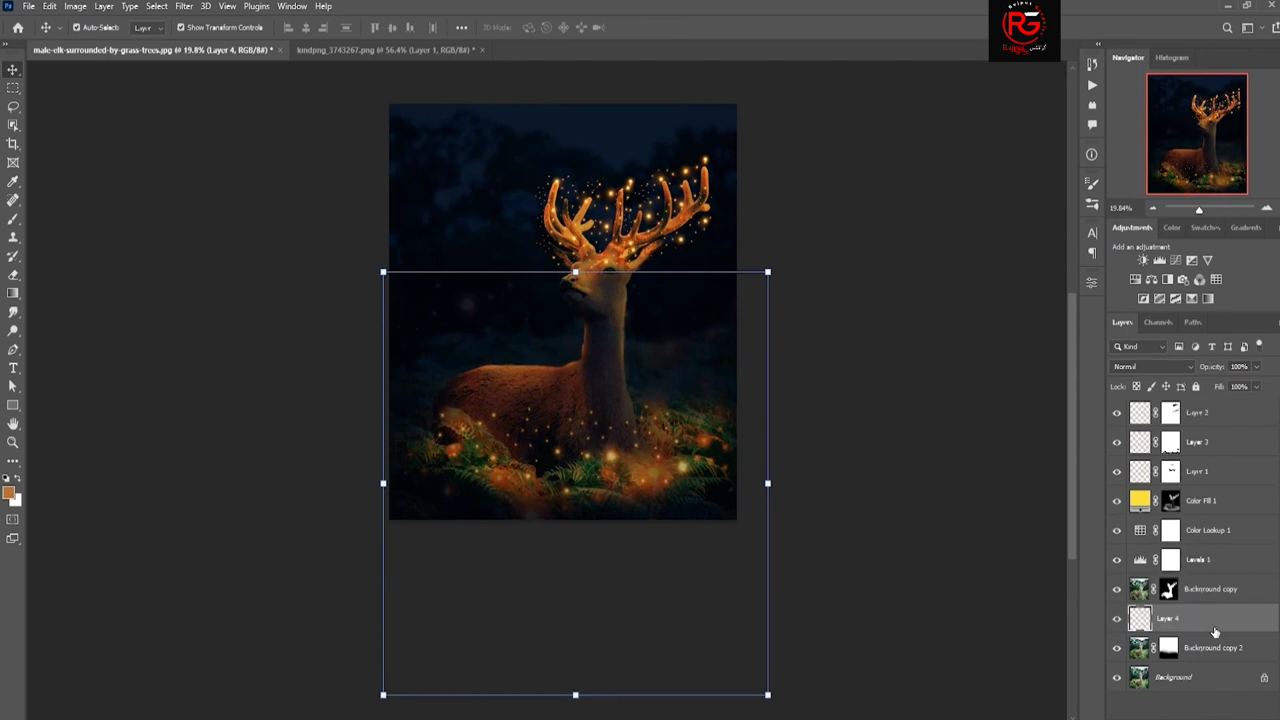 File Edit Image Layer Type Select Filter 3D View Plugins Window Help
Auto-Select: Layer Show Transform Controls 3D Mode:
RG
male-elk-surrounded-by-grass-trees.jpg @ 19.8% (Layer 4, RGB/8#) * kindpng_3743267.png @ 56.4% (Layer 1, RGB/8#) *
Navigator Histogram
19.84%
Adjustments Color Swatches Gradients
Add an adjustment
Layers Channels Paths
Kind
Normal Opacity: 100%
Lock: Fill: 100%
Layer 2
Layer 3
Layer 1
Color Fill 1
Color Lookup 1
Levels 1
Background copy
Layer 4
Background copy 2
Background